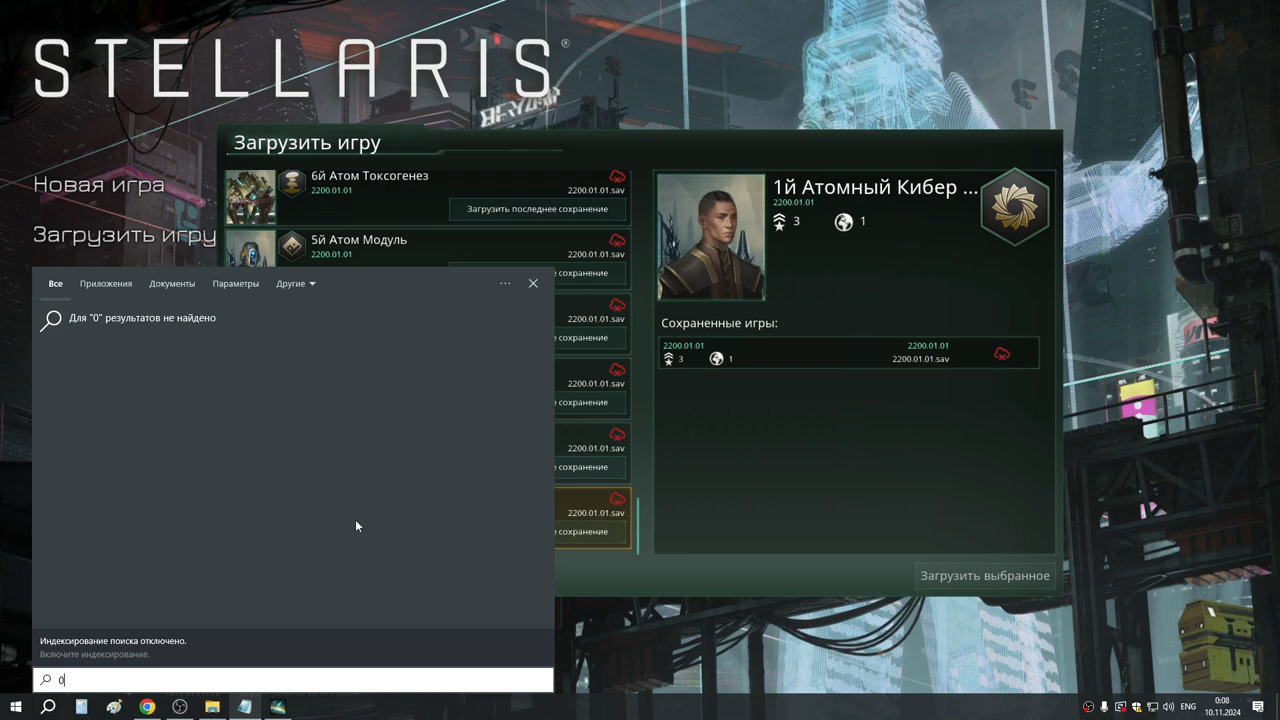 STELLARIS®
Новая игра
Загрузить игру
Загрузить игру
6й Атом Токсогенез
2200.01.01
2200.01.01.sav
Загрузить последнее сохранение
5й Атом Модуль
2200.01.01
2200.01.01.sav
е сохранение
2200.01.01.sav
е сохранение
2200.01.01.sav
е сохранение
2200.01.01.sav
е сохранение
2200.01.01.sav
е сохранение
1й Атомный Кибер ...
2200.01.01
3 1
Сохраненные игры:
2200.01.01 2200.01.01
3 1 2200.01.01.sav
Загрузить выбранное
Все Приложения Документы Параметры Другие ...
Для "0" результатов не найдено
Индексирование поиска отключено.
Включите индексирование.
0
ENG
0:08
10.11.2024